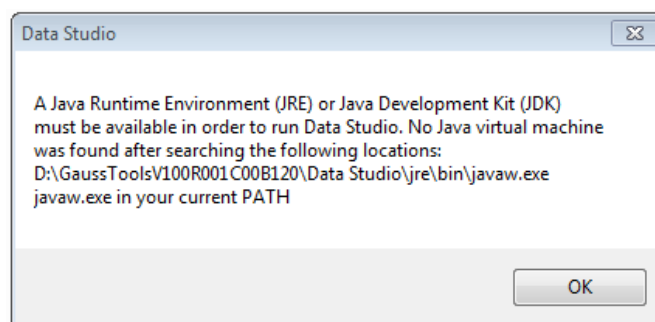 Data Studio
A Java Runtime Environment (JRE) or Java Development Kit (JDK)
must be available in order to run Data Studio. No Java virtual machine
was found after searching the following locations:
D:\GaussToolsV100R001C00B120\Data Studio\jre\bin\javaw.exe
javaw.exe in your current PATH
OK